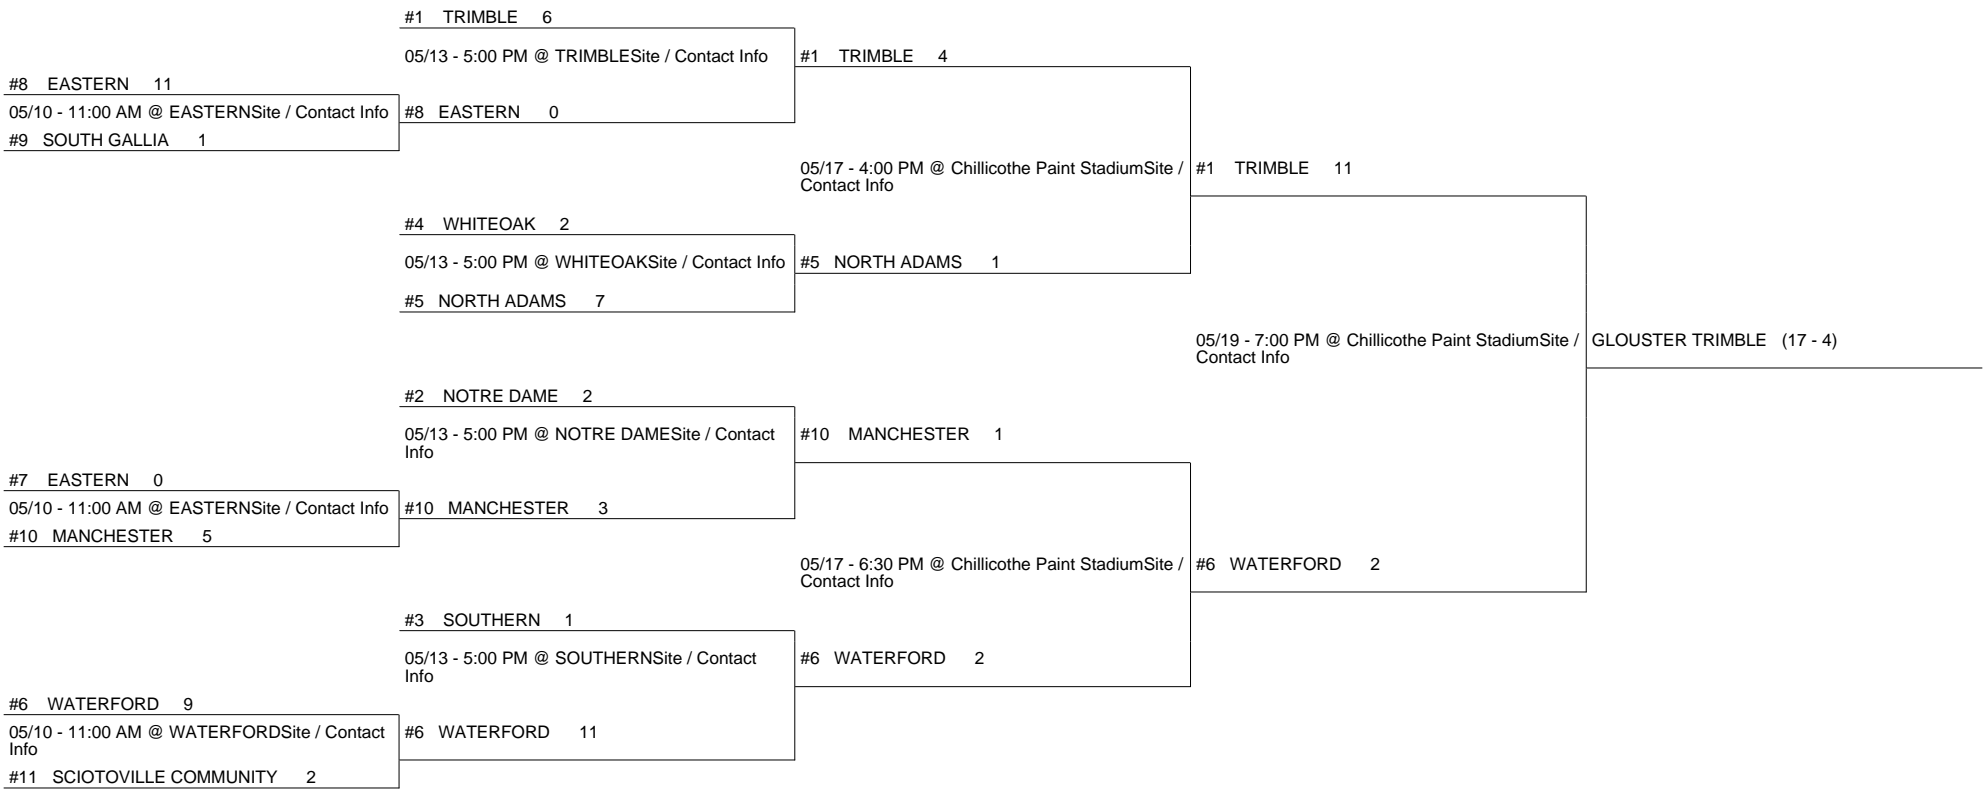 #1 TRIMBLE 6
05/13 - 5:00 PM @ TRIMBLESite / Contact Info
#1 TRIMBLE 4
#8 EASTERN 11
05/10 - 11:00 AM @ EASTERNSite / Contact Info
#8 EASTERN 0
#9 SOUTH GALLIA 1
05/17 - 4:00 PM @ Chillicothe Paint StadiumSite /
Contact Info
#1 TRIMBLE 11
#4 WHITEOAK 2
05/13 - 5:00 PM @ WHITEOAKSite / Contact Info
#5 NORTH ADAMS 1
#5 NORTH ADAMS 7
05/19 - 7:00 PM @ Chillicothe Paint StadiumSite /
Contact Info
GLOUSTER TRIMBLE (17 - 4)
#2 NOTRE DAME 2
05/13 - 5:00 PM @ NOTRE DAMESite / Contact
Info
#10 MANCHESTER 1
#7 EASTERN 0
05/10 - 11:00 AM @ EASTERNSite / Contact Info
#10 MANCHESTER 3
#10 MANCHESTER 5
05/17 - 6:30 PM @ Chillicothe Paint StadiumSite /
Contact Info
#6 WATERFORD 2
#3 SOUTHERN 1
05/13 - 5:00 PM @ SOUTHERNSite / Contact
Info
#6 WATERFORD 2
#6 WATERFORD 9
05/10 - 11:00 AM @ WATERFORDSite / Contact
Info
#6 WATERFORD 11
#11 SCIOTOVILLE COMMUNITY 2